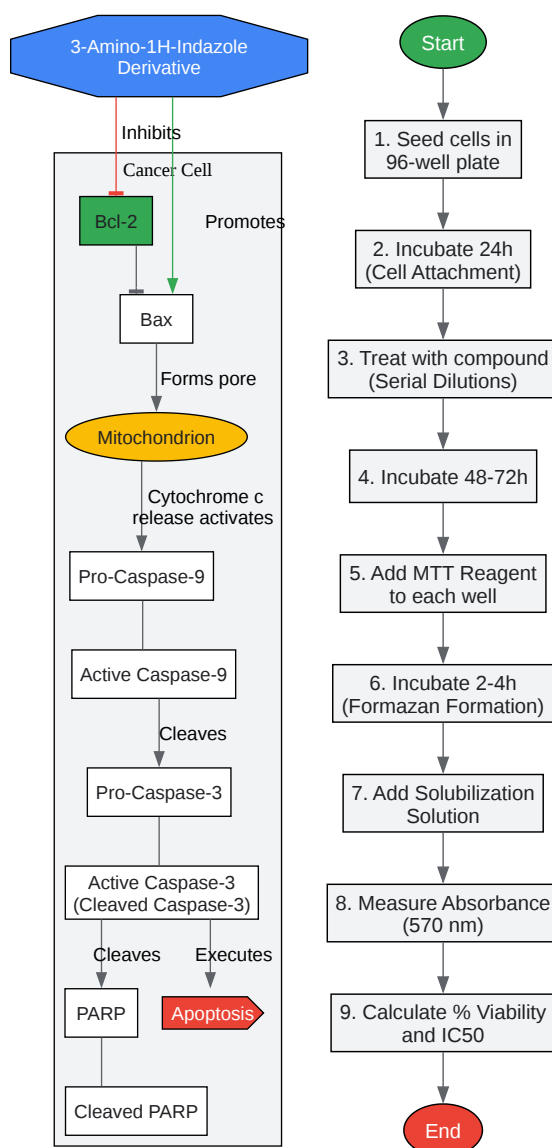 3-Amino-1H-Indazole
Derivative
Inhibits
Cancer Cell
Bcl-2
Promotes
Bax
Forms pore
Mitochondrion
Cytochrome c
release activates
Pro-Caspase-9
Active Caspase-9
Cleaves
Pro-Caspase-3
Active Caspase-3
(Cleaved Caspase-3)
Cleaves
Executes
PARP
Apoptosis
Cleaved PARP
Start
1. Seed cells in
96-well plate
2. Incubate 24h
(Cell Attachment)
3. Treat with compound
(Serial Dilutions)
4. Incubate 48-72h
5. Add MTT Reagent
to each well
6. Incubate 2-4h
(Formazan Formation)
7. Add Solubilization
Solution
8. Measure Absorbance
(570 nm)
9. Calculate % Viability
and IC50
End